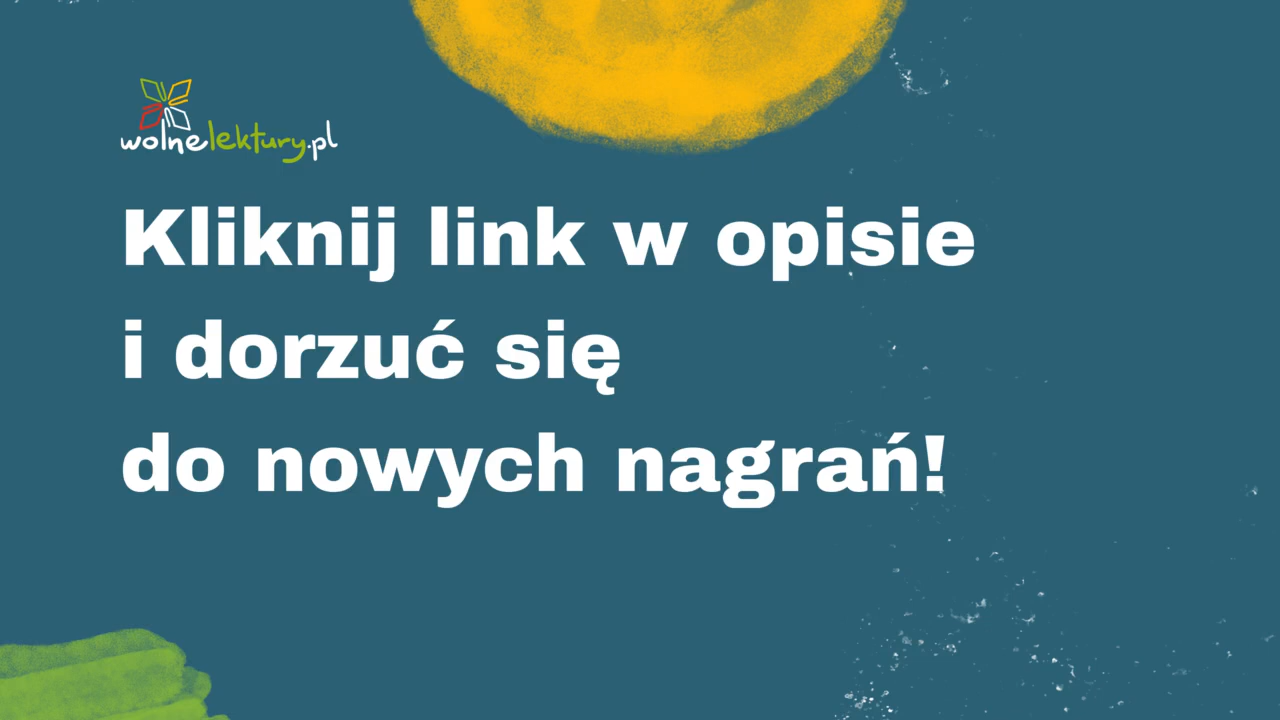 wolnelektury.pl
Kliknij link w opisie
i dorzuć się
do nowych nagrań!